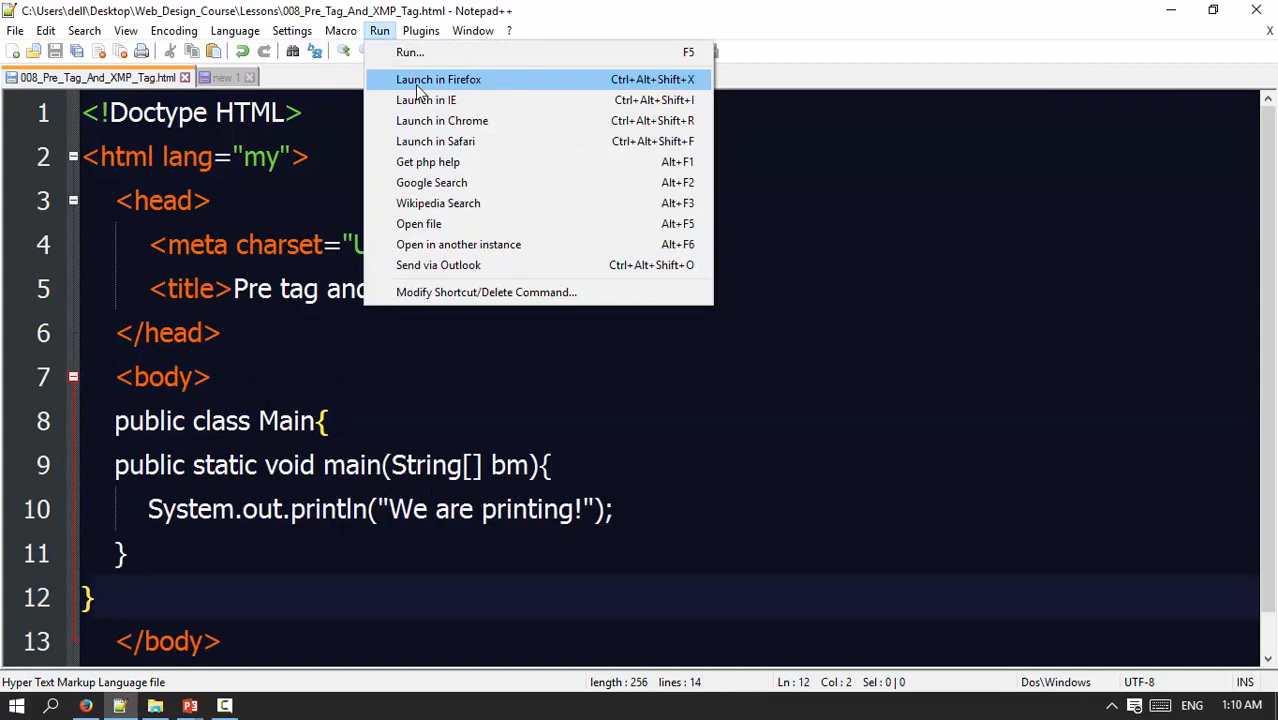 C:\Users\dell\Desktop\Web_Design_Course\Lessons\008_Pre_Tag_And_XMP_Tag.html - Notepad++
File Edit Search View Encoding Language Settings Macro Run Plugins Window ? X
008_Pre_Tag_And_XMP_Tag.html new 1
Run... F5
Launch in Firefox Ctrl+Alt+Shift+X
Launch in IE Ctrl+Alt+Shift+I
Launch in Chrome Ctrl+Alt+Shift+R
Launch in Safari Ctrl+Alt+Shift+F
Get php help Alt+F1
Google Search Alt+F2
Wikipedia Search Alt+F3
Open file Alt+F5
Open in another instance Alt+F6
Send via Outlook Ctrl+Alt+Shift+O
Modify Shortcut/Delete Command...
1 <!Doctype HTML>
2 <html lang="my">
3 <head>
4 <meta charset="U
5 <title>Pre tag and
6 </head>
7 <body>
8 public class Main{
9 public static void main(String[] bm){
10 System.out.println("We are printing!");
11 }
12 }
13 </body>
Hyper Text Markup Language file length : 256 lines : 14 Ln : 12 Col : 2 Sel : 0 | 0 Dos\Windows UTF-8 INS
ENG 1:10 AM